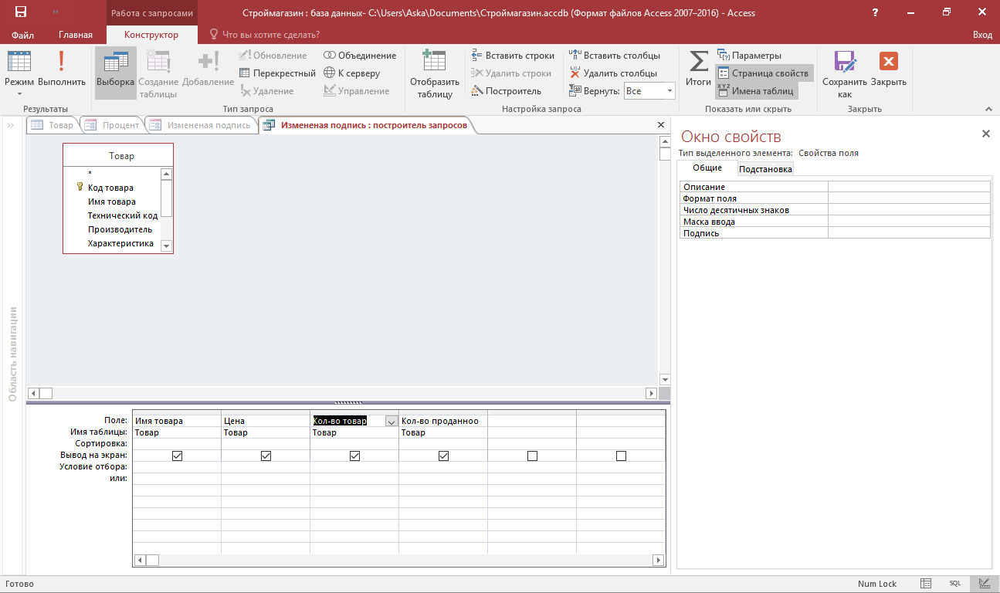 Работа с запросами
Строймагазин : база данных- C:\Users\Aska\Documents\Строймагазин.accdb (Формат файлов Access 2007–2016) - Access
?
Файл
Главная
Конструктор
Что вы хотите сделать?
Вход
Режим
Выполнить
Результаты
Выборка
Создание таблицы
Добавление
Обновление
Перекрестный
Удаление
Объединение
К серверу
Управление
Тип запроса
Отобразить таблицу
Вставить строки
Удалить строки
Построитель
Вставить столбцы
Удалить столбцы
Вернуть: Все
Настройка запроса
Итоги
Параметры
Страница свойств
XYZ
Имена таблиц
Показать или скрыть
Сохранить как
Закрыть
Закрыть
Товар
Процент
Измененая подпись
Измененая подпись : построитель запросов
Область навигации
Товар
*
Код товара
Имя товара
Технический код
Производитель
Характеристика
Окно свойств
Тип выделенного элемента: Свойства поля
Общие Подстановка
Описание
Формат поля
Число десятичных знаков
Маска ввода
Подпись
Поле: Имя товара Цена Кол-во товар Кол-во проданноо
Имя таблицы: Товар Товар Товар Товар
Сортировка:
Вывод на экран:
Условие отбора:
или:
Готово
Num Lock
SQL